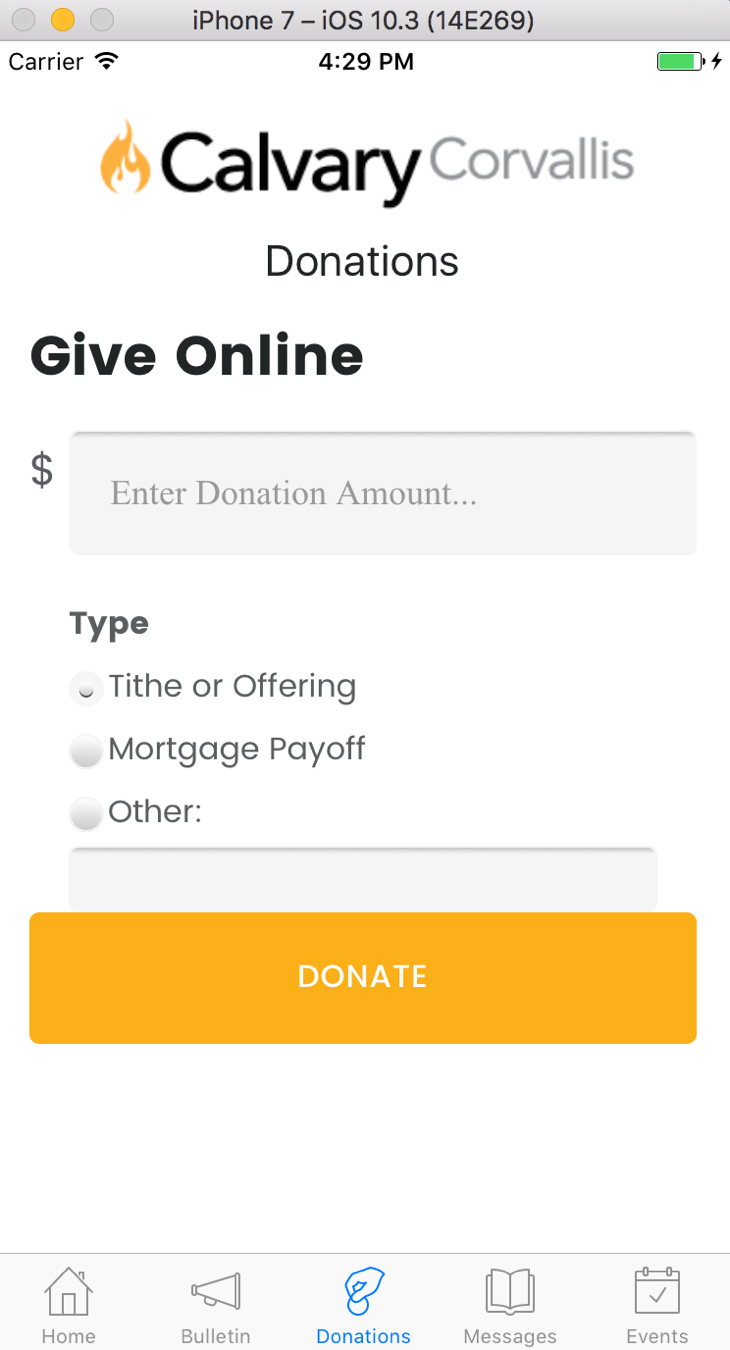 iPhone 7 – iOS 10.3 (14E269)
Carrier 4:29 PM
Calvary Corvallis
Donations
Give Online
$ Enter Donation Amount...
Type
Tithe or Offering
Mortgage Payoff
Other:
DONATE
Home Bulletin Donations Messages Events